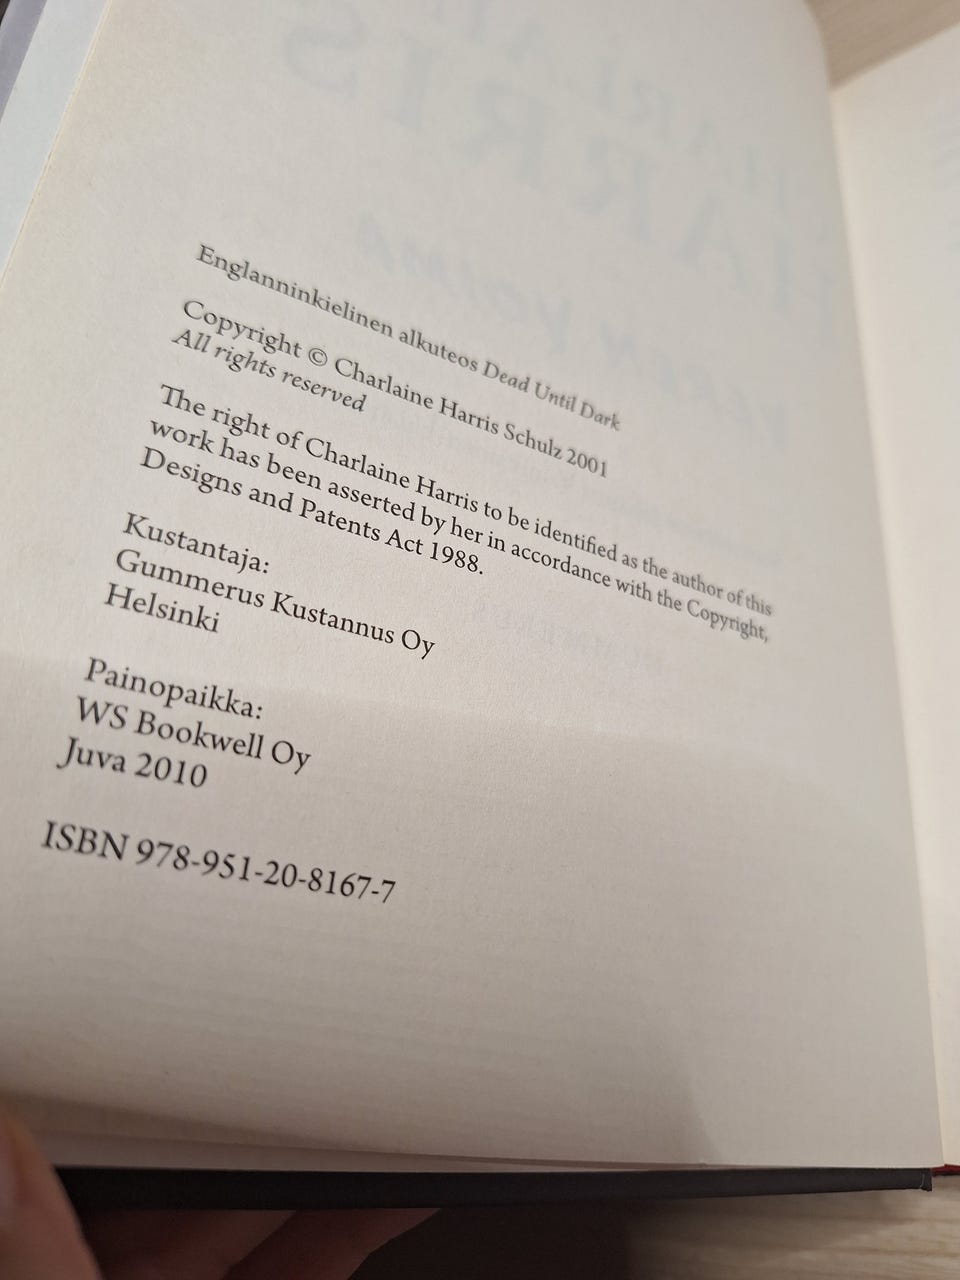 Englanninkielinen alkuteos Dead Until Dark
Copyright © Charlaine Harris Schulz 2001
All rights reserved
The right of Charlaine Harris to be identified as the author of this
work has been asserted by her in accordance with the Copyright,
Designs and Patents Act 1988.
Kustantaja:
Gummerus Kustannus Oy
Helsinki
Painopaikka:
WS Bookwell Oy
Juva 2010
ISBN 978-951-20-8167-7